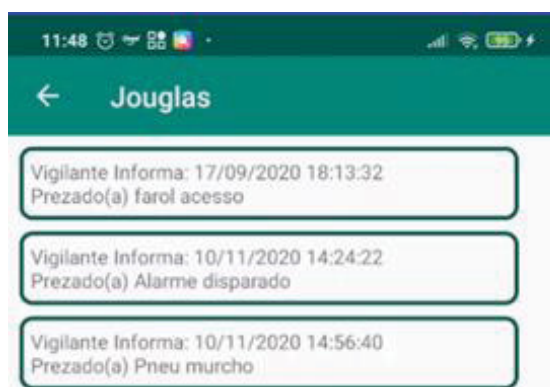 11:48
Jouglas
Vigilante Informa: 17/09/2020 18:13:32
Prezado(a) farol acesso
Vigilante Informa: 10/11/2020 14:24:22
Prezado(a) Alarme disparado
Vigilante Informa: 10/11/2020 14:56:40
Prezado(a) Pneu murcho